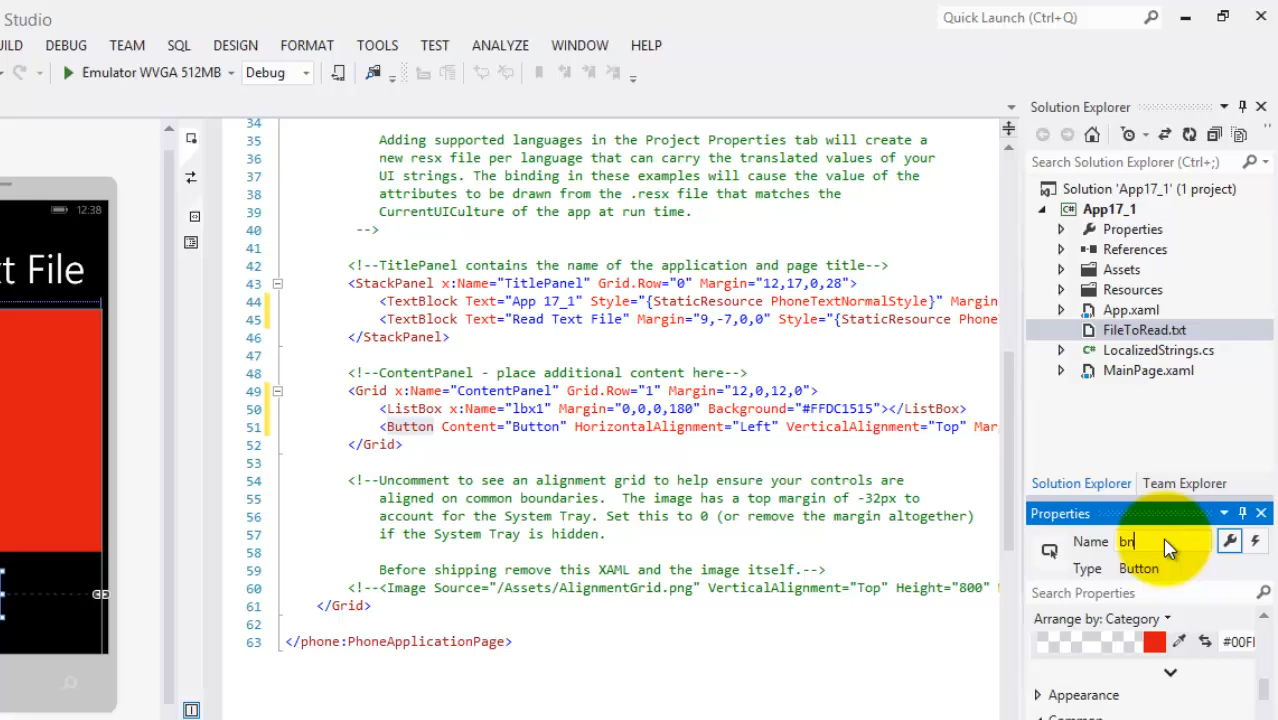 Studio
Quick Launch (Ctrl+Q)
UILD DEBUG TEAM SQL DESIGN FORMAT TOOLS TEST ANALYZE WINDOW HELP
Emulator WVGA 512MB Debug
Solution Explorer
Search Solution Explorer (Ctrl+;)
Solution 'App17_1' (1 project)
App17_1
Properties
References
Assets
Resources
App.xaml
FileToRead.txt
LocalizedStrings.cs
MainPage.xaml
Solution Explorer Team Explorer
Properties
Name bn
Type Button
Search Properties
Arrange by: Category
#00FF
Appearance
Common
12:38
t File
34
35 Adding supported languages in the Project Properties tab will create a
36 new resx file per language that can carry the translated values of your
37 UI strings. The binding in these examples will cause the value of the
38 attributes to be drawn from the .resx file that matches the
39 CurrentUICulture of the app at run time.
40 -->
41
42 <!--TitlePanel contains the name of the application and page title-->
43 <StackPanel x:Name="TitlePanel" Grid.Row="0" Margin="12,17,0,28">
44 <TextBlock Text="App 17_1" Style="{StaticResource PhoneTextNormalStyle}" Margin
45 <TextBlock Text="Read Text File" Margin="9,-7,0,0" Style="{StaticResource Phone
46 </StackPanel>
47
48 <!--ContentPanel - place additional content here-->
49 <Grid x:Name="ContentPanel" Grid.Row="1" Margin="12,0,12,0">
50 <ListBox x:Name="lbx1" Margin="0,0,0,180" Background="#FFDC1515"></ListBox>
51 <Button Content="Button" HorizontalAlignment="Left" VerticalAlignment="Top" Mar
52 </Grid>
53
54 <!--Uncomment to see an alignment grid to help ensure your controls are
55 aligned on common boundaries.  The image has a top margin of -32px to
56 account for the System Tray. Set this to 0 (or remove the margin altogether)
57 if the System Tray is hidden.
58
59 Before shipping remove this XAML and the image itself.-->
60 <!--<Image Source="/Assets/AlignmentGrid.png" VerticalAlignment="Top" Height="800"
61 </Grid>
62
63 </phone:PhoneApplicationPage>